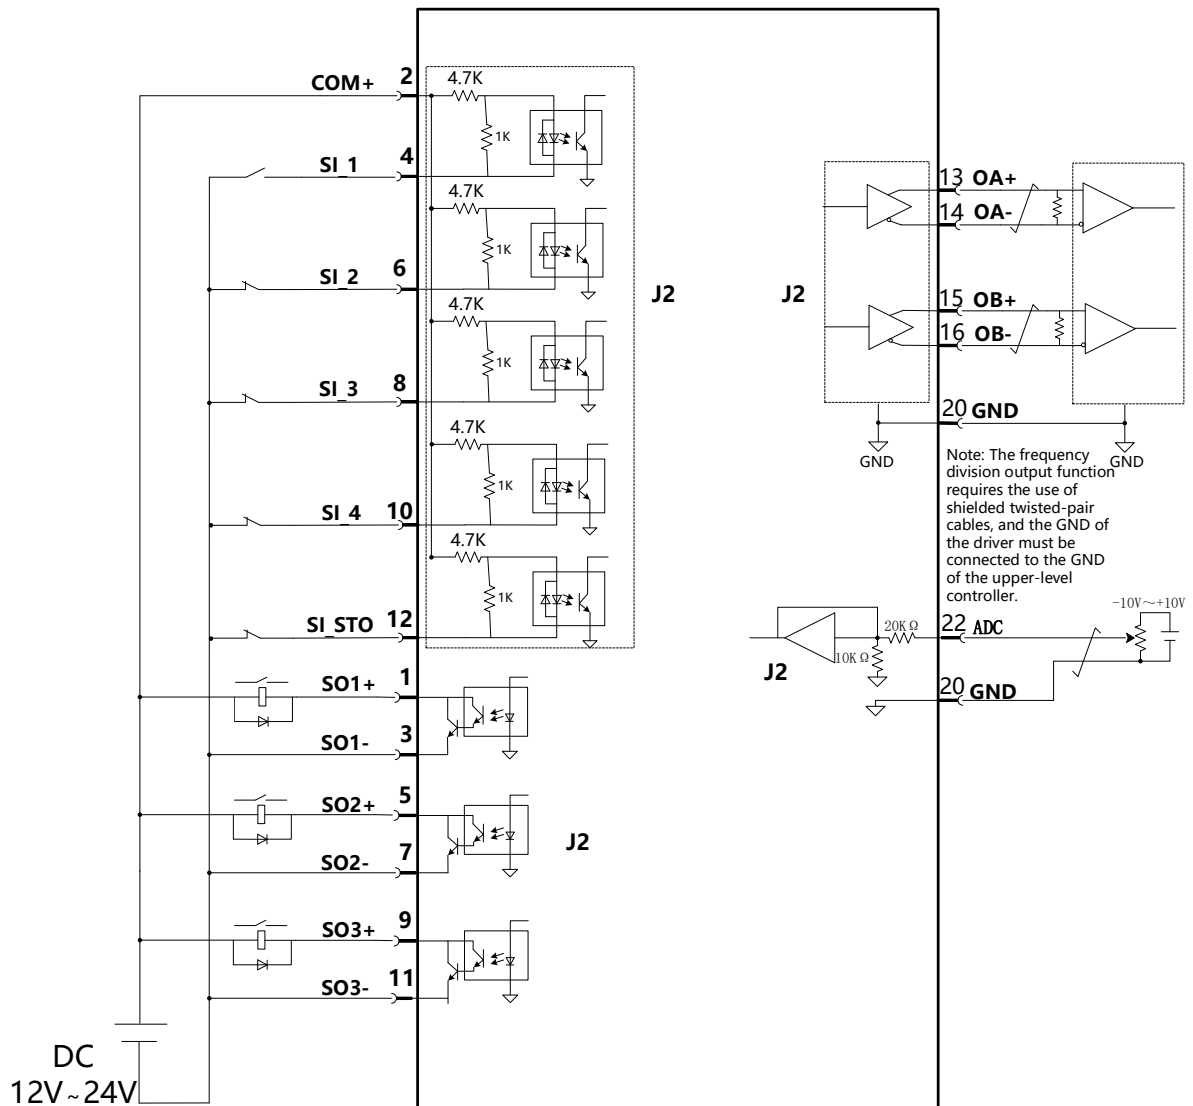 COM+
2
4.7K
1K
SI_1
4
4.7K
1K
SI_2
6
4.7K
1K
SI_3
8
4.7K
1K
SI_4
10
4.7K
1K
SI_STO
12
J2
SO1+
1
SO1-
3
SO2+
5
SO2-
7
J2
SO3+
9
SO3-
11
DC
12V~24V
J2
13 OA+
14 OA-
15 OB+
16 OB-
20 GND
GND
GND
Note: The frequency
division output function
requires the use of
shielded twisted-pair
cables, and the GND of
the driver must be
connected to the GND
of the upper-level
controller.
-10V~+10V
20KΩ
22 ADC
10KΩ
J2
20 GND